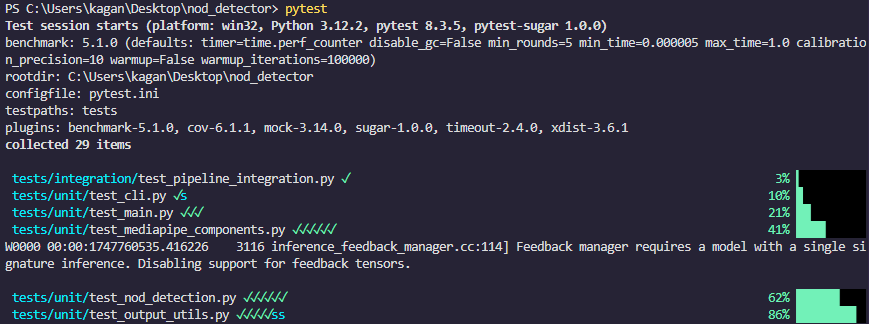 PS C:\Users\kagan\Desktop\nod_detector> pytest
Test session starts (platform: win32, Python 3.12.2, pytest 8.3.5, pytest-sugar 1.0.0)
benchmark: 5.1.0 (defaults: timer=time.perf_counter disable_gc=False min_rounds=5 min_time=0.000005 max_time=1.0 calibratio
n_precision=10 warmup=False warmup_iterations=100000)
rootdir: C:\Users\kagan\Desktop\nod_detector
configfile: pytest.ini
testpaths: tests
plugins: benchmark-5.1.0, cov-6.1.1, mock-3.14.0, sugar-1.0.0, timeout-2.4.0, xdist-3.6.1
collected 29 items
tests/integration/test_pipeline_integration.py ✓ 3%
tests/unit/test_cli.py ✓s 10%
tests/unit/test_main.py ✓✓✓ 21%
tests/unit/test_mediapipe_components.py ✓✓✓✓✓✓ 41%
W0000 00:00:1747760535.416226 3116 inference_feedback_manager.cc:114] Feedback manager requires a model with a single si
gnature inference. Disabling support for feedback tensors.
tests/unit/test_nod_detection.py ✓✓✓✓✓✓ 62%
tests/unit/test_output_utils.py ✓✓✓✓✓ss 86%